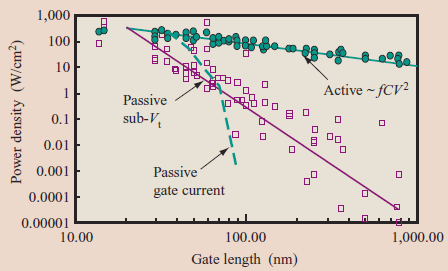 Power density (W/cm²)
1,000
100
10
1
0.1
0.01
0.001
0.0001
0.00001
Active ~ fCV²
Passive
sub-Vt
Passive
gate current
10.00
100.00
1,000.00
Gate length (nm)